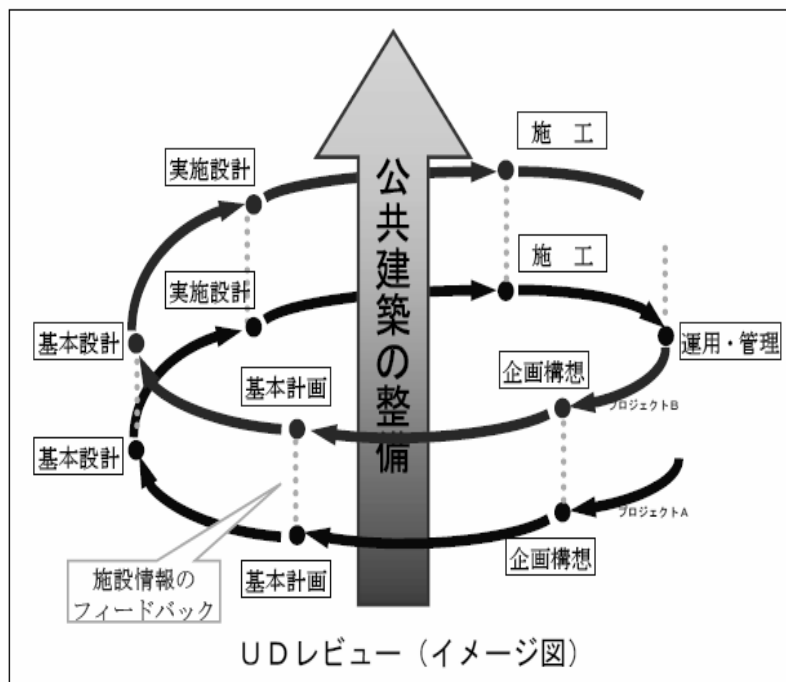 施　工
実施設計
公共建築の整備
施　工
実施設計
基本設計
運用・管理
企画構想
基本計画
プロジェクトB
基本設計
プロジェクトA
企画構想
基本計画
施設情報の
フィードバック
ＵＤレビュー（イメージ図）